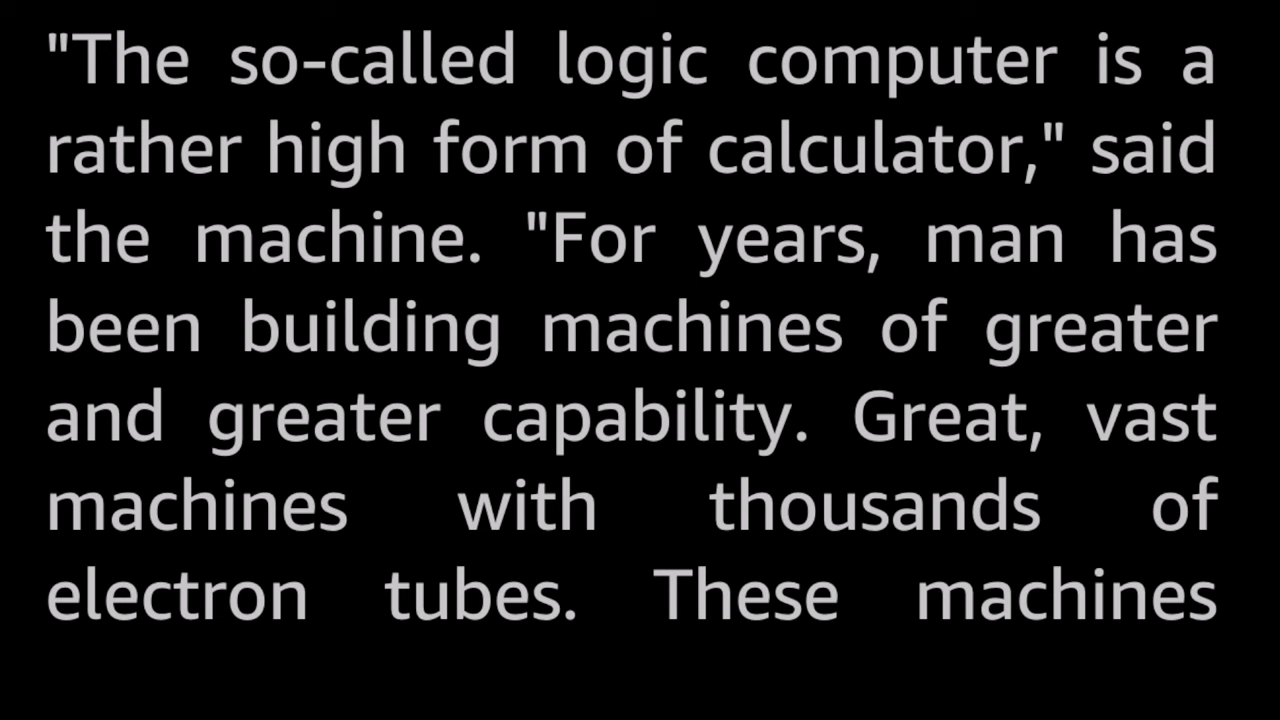 "The so-called logic computer is a
rather high form of calculator," said
the machine. "For years, man has
been building machines of greater
and greater capability. Great, vast
machines with thousands of
electron tubes. These machines